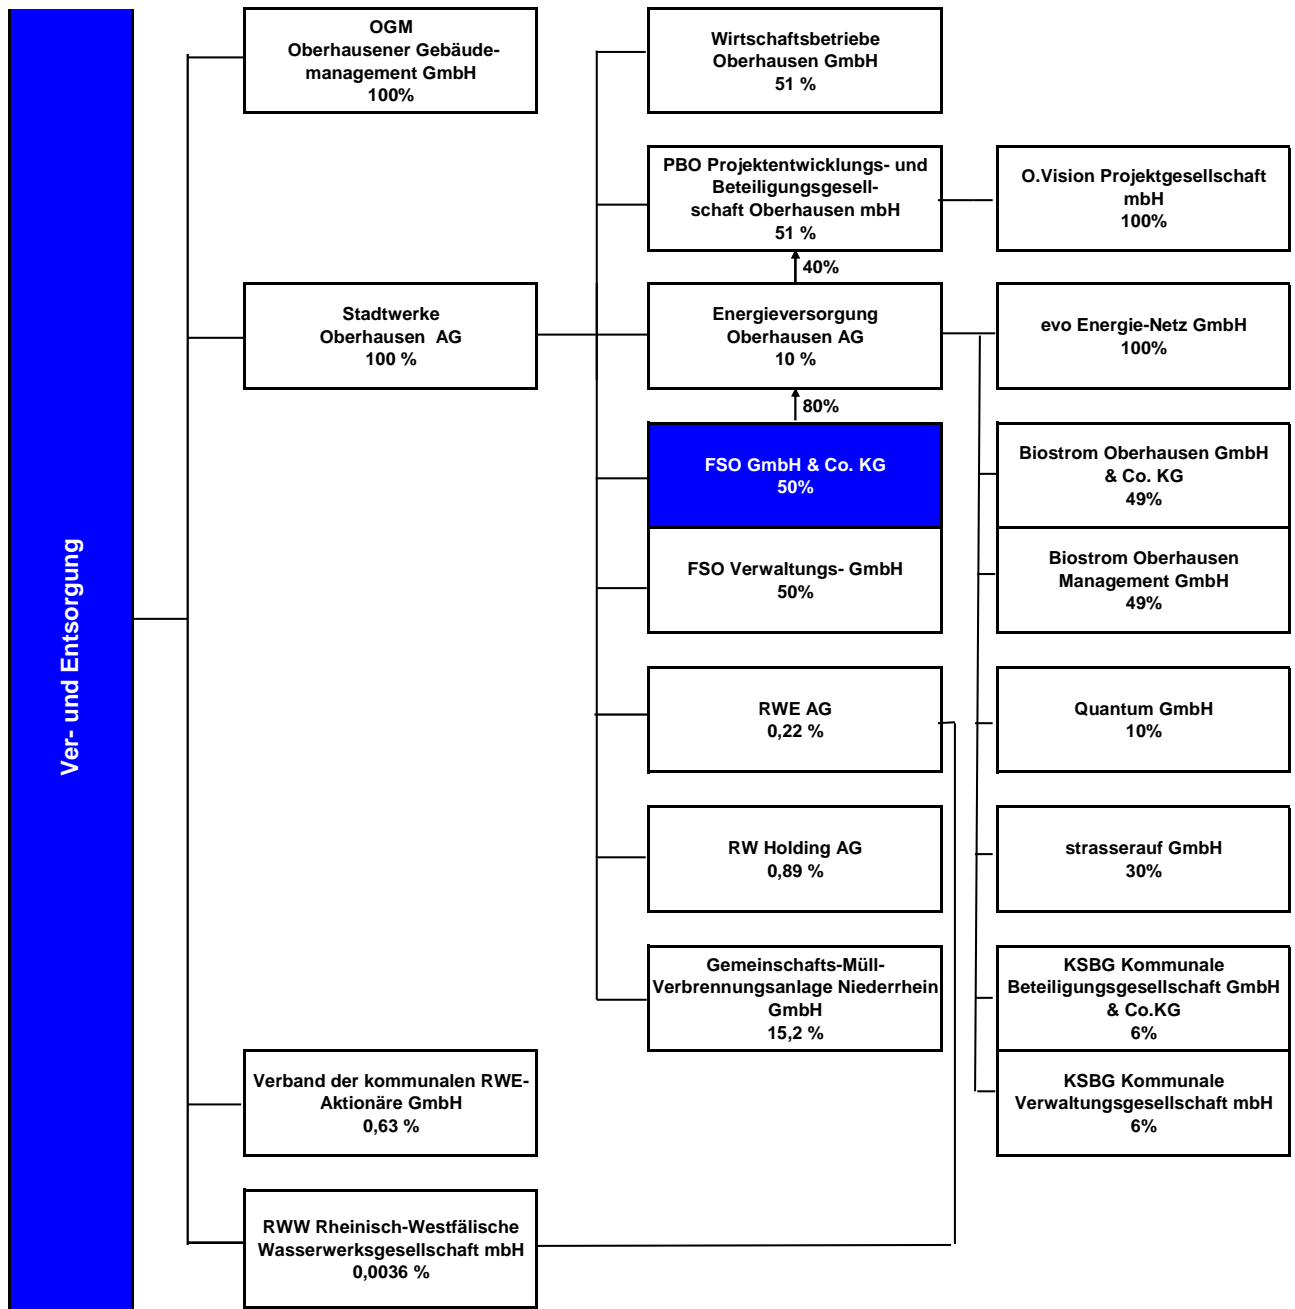 Ver- und Entsorgung
OGM
Oberhausener Gebäude-
management GmbH
100%
Stadtwerke
Oberhausen AG
100 %
Verband der kommunalen RWE-
Aktionäre GmbH
0,63 %
RWW Rheinisch-Westfälische
Wasserwerksgesellschaft mbH
0,0036 %
Wirtschaftsbetriebe
Oberhausen GmbH
51 %
PBO Projektentwicklungs- und
Beteiligungsgesell-
schaft Oberhausen mbH
51 %
40%
Energieversorgung
Oberhausen AG
10 %
80%
FSO GmbH & Co. KG
50%
FSO Verwaltungs- GmbH
50%
RWE AG
0,22 %
RW Holding AG
0,89 %
Gemeinschafts-Müll-
Verbrennungsanlage Niederrhein
GmbH
15,2 %
O.Vision Projektgesellschaft
mbH
100%
evo Energie-Netz GmbH
100%
Biostrom Oberhausen GmbH
& Co. KG
49%
Biostrom Oberhausen
Management GmbH
49%
Quantum GmbH
10%
strasserauf GmbH
30%
KSBG Kommunale
Beteiligungsgesellschaft GmbH
& Co.KG
6%
KSBG Kommunale
Verwaltungsgesellschaft mbH
6%